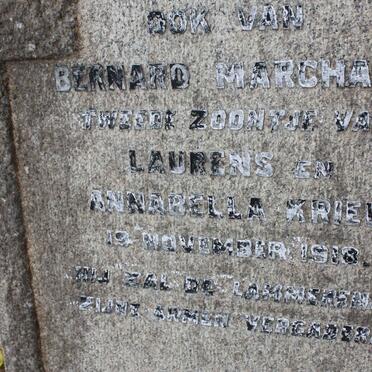 OOK VAN
BERNARD MARCHA
TWEEDE ZOONTJE VA
LAURENS EN
ANNABELLA KRIE
19 NOVEMBER 1918.
HIJ ZAL DE LAMMEREN
ZIJNE ARMEN VERGADER